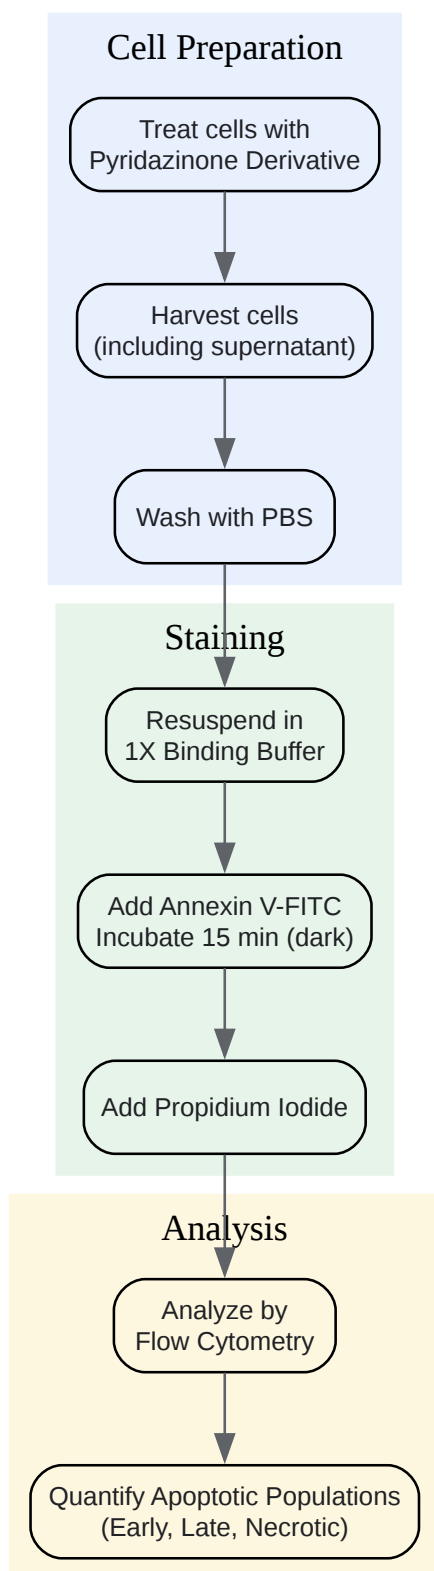 Cell Preparation
Treat cells with
Pyridazinone Derivative
Harvest cells
(including supernatant)
Wash with PBS
Staining
Resuspend in
1X Binding Buffer
Add Annexin V-FITC
Incubate 15 min (dark)
Add Propidium Iodide
Analysis
Analyze by
Flow Cytometry
Quantify Apoptotic Populations
(Early, Late, Necrotic)